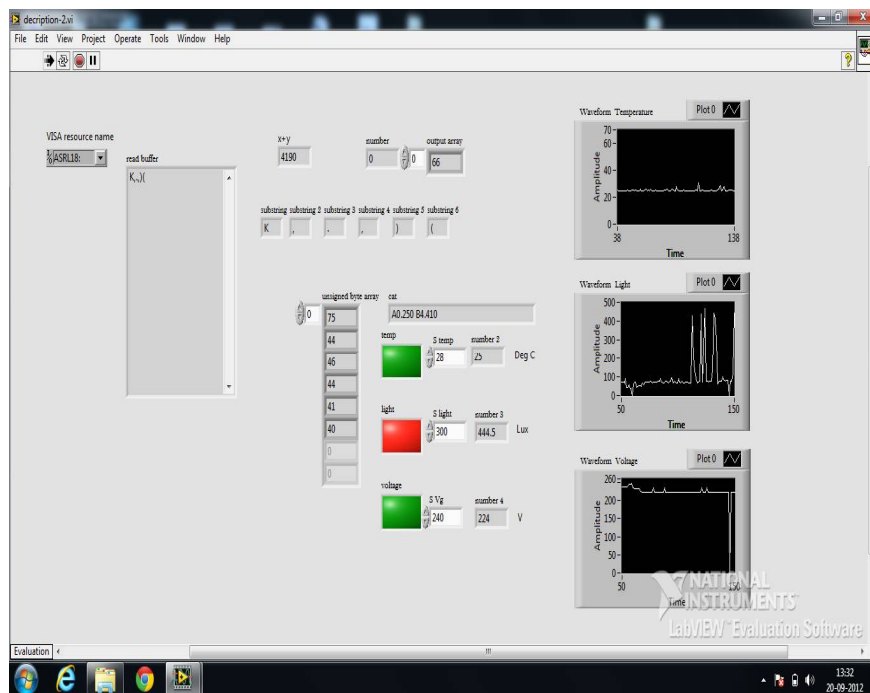 decription-2.vi
File Edit View Project Operate Tools Window Help
VISA resource name
ASRL18:
read buffer
K,.,)(
x+y
4190
number
0
0
output array
66
substring substring 2 substring 3 substring 4 substring 5 substring 6
K , . , ) (
unsigned byte array
0
75
44
46
44
41
40
0
0
cat
A0.250 B4.410
temp
S temp
28
number 2
25
Deg C
light
S light
300
number 3
444.5
Lux
voltage
S Vg
240
number 4
224
V
Waveform Temperature
Plot 0
Amplitude
70
60
40
20
0
38 138
Time
Waveform Light
Plot 0
Amplitude
500
400
300
200
100
0
50 150
Time
Waveform Voltage
Plot 0
Amplitude
260
200
150
100
50
0
50 150
Time
NATIONAL
INSTRUMENTS
LabVIEW Evaluation Software
Evaluation
13:32
20-09-2012